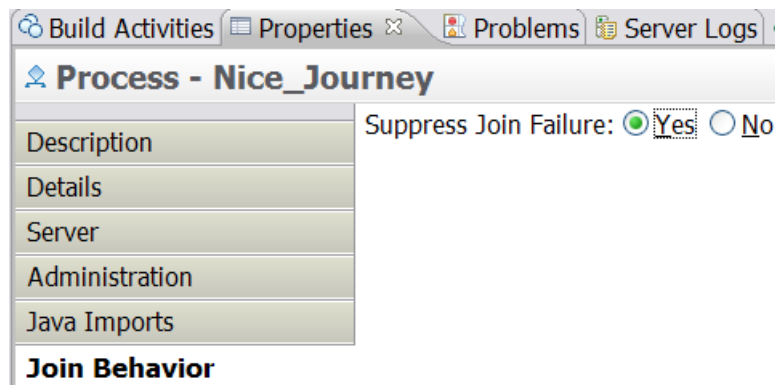 Build Activities Properties Problems Server Logs
Process - Nice_Journey
Suppress Join Failure: Yes No
Description
Details
Server
Administration
Java Imports
Join Behavior